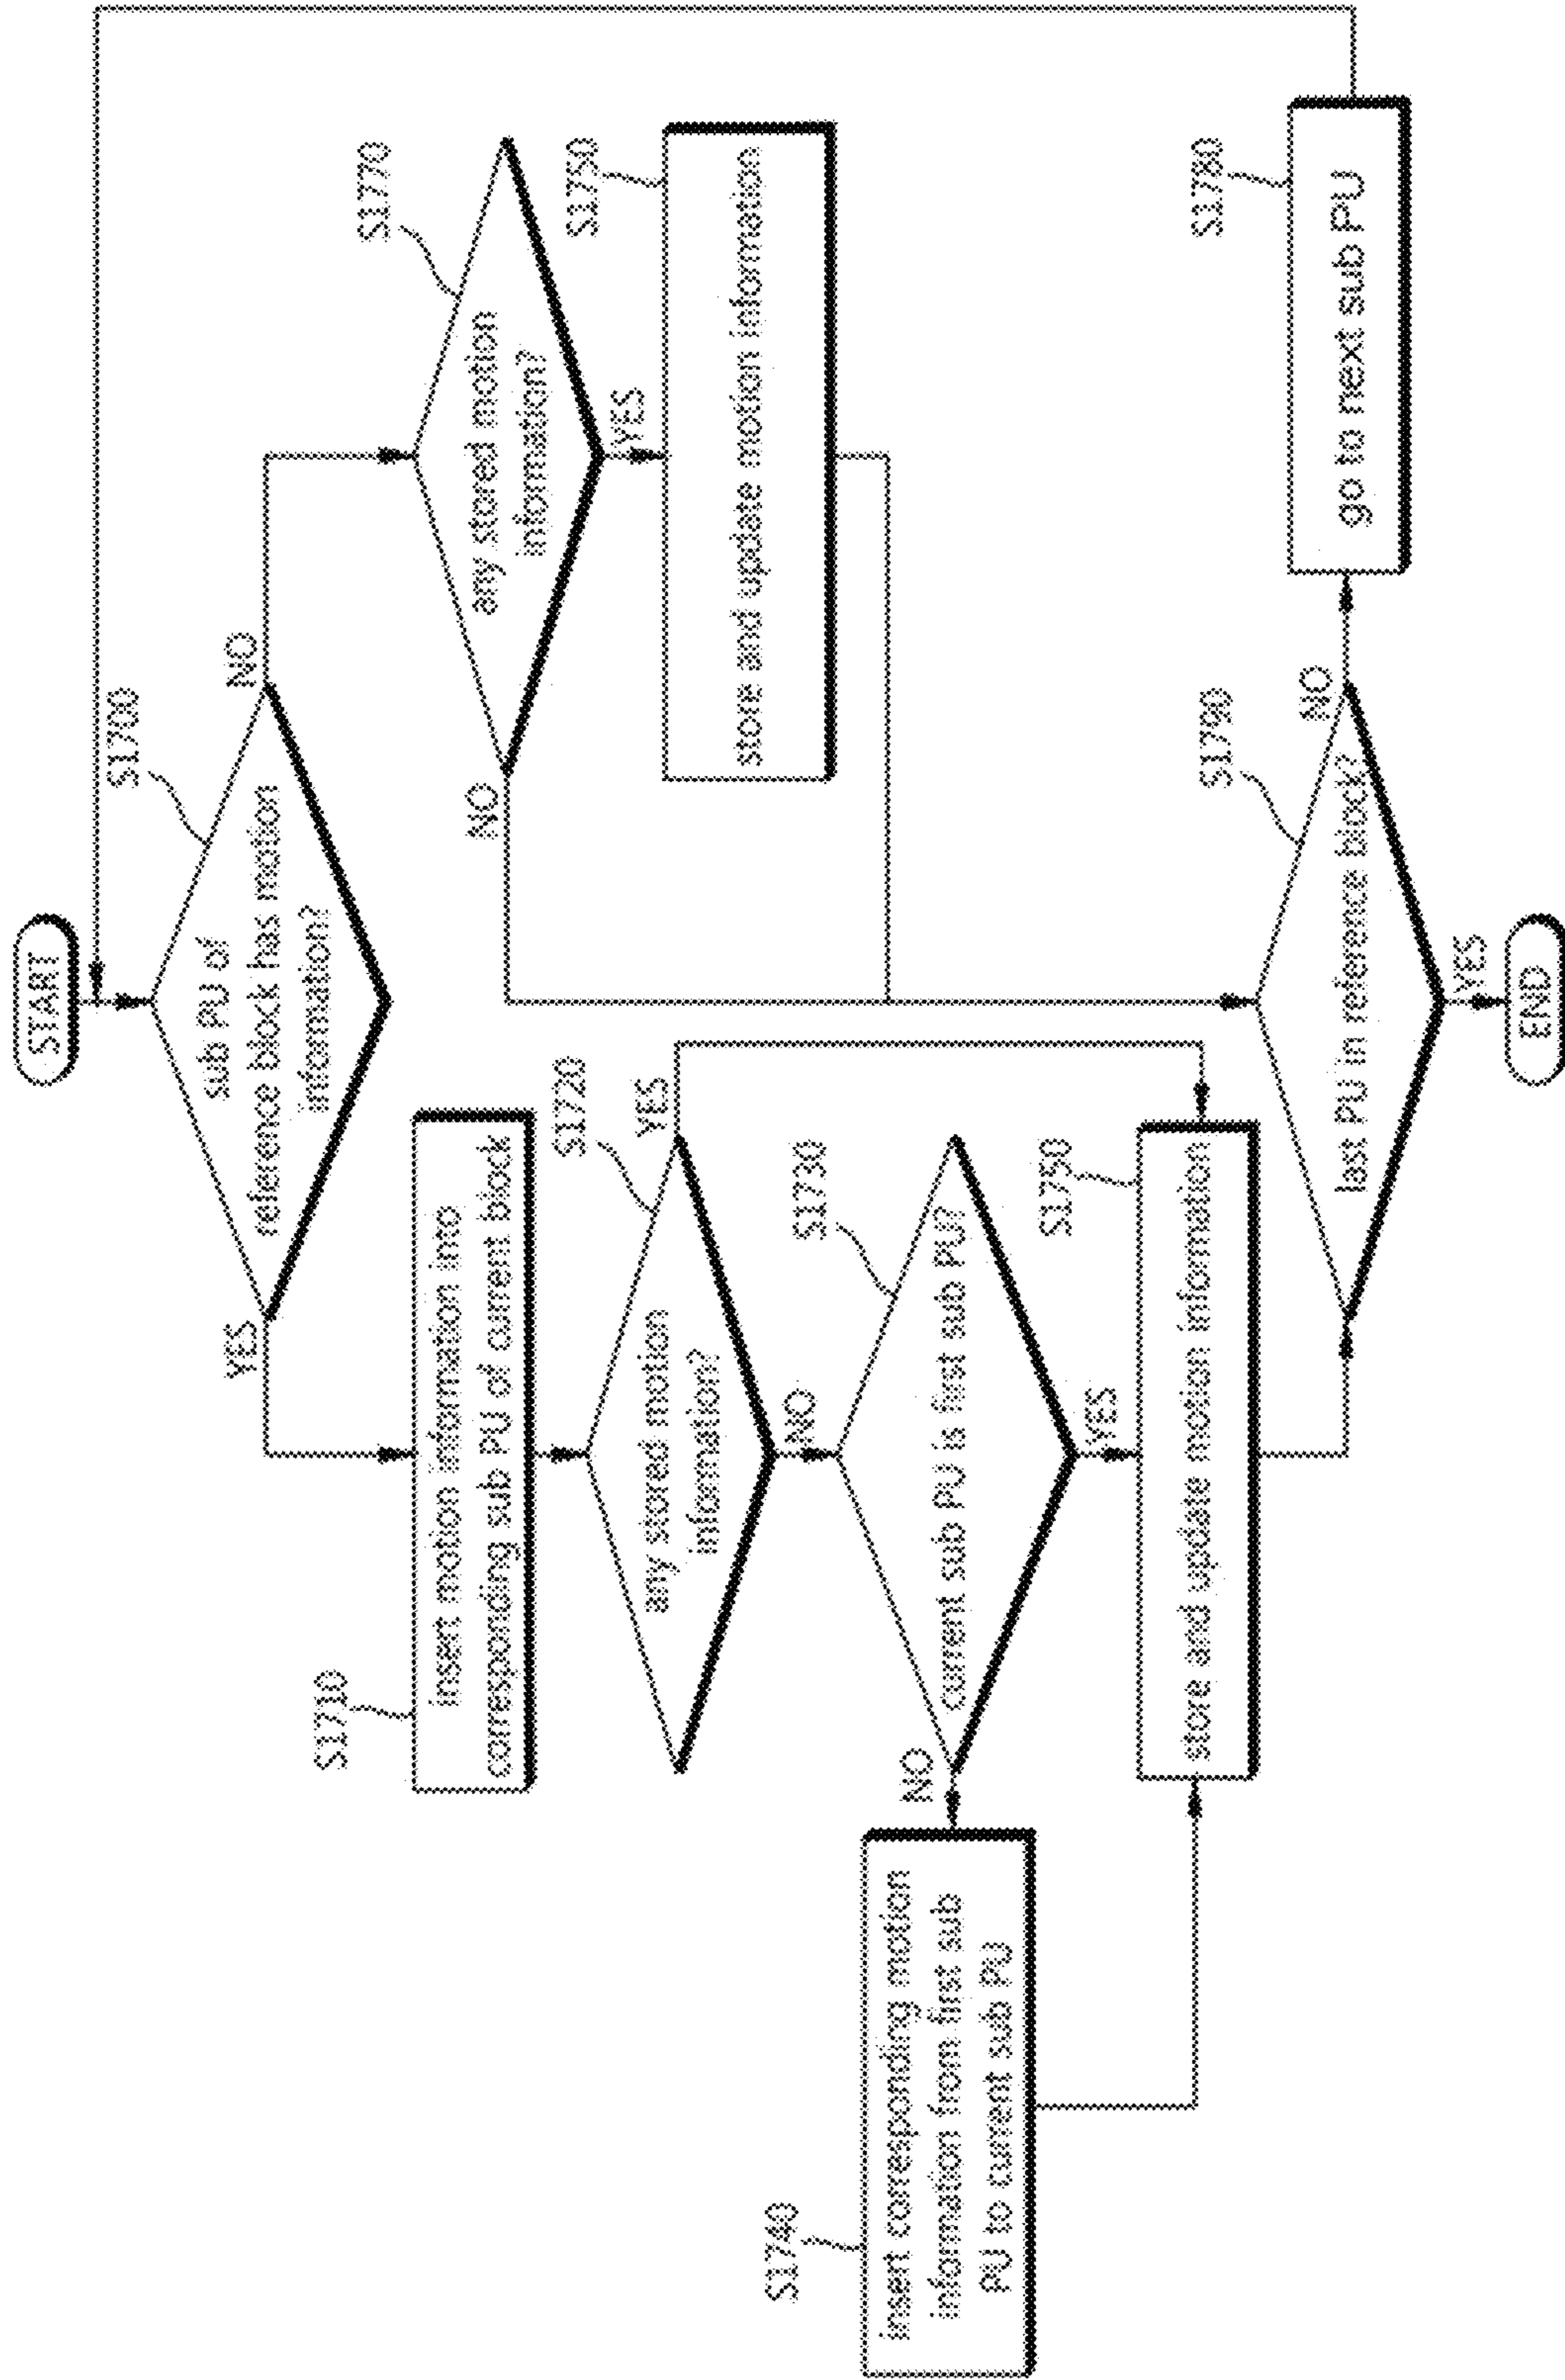 START
S1700
sub PU of
reference block has motion
information?
YES
NO
S1710
insert motion information into
corresponding sub PU of current block
S1720
any stored motion
information?
YES
NO
S1730
current sub PU is first sub PU?
NO
YES
S1740
insert corresponding motion
information from first sub
PU to current sub PU
S1750
store and update motion information
S1770
any stored motion
information?
NO
YES
S1750
store and update motion information
S1790
last PU in reference block?
NO
YES
S1780
go to next sub PU
END